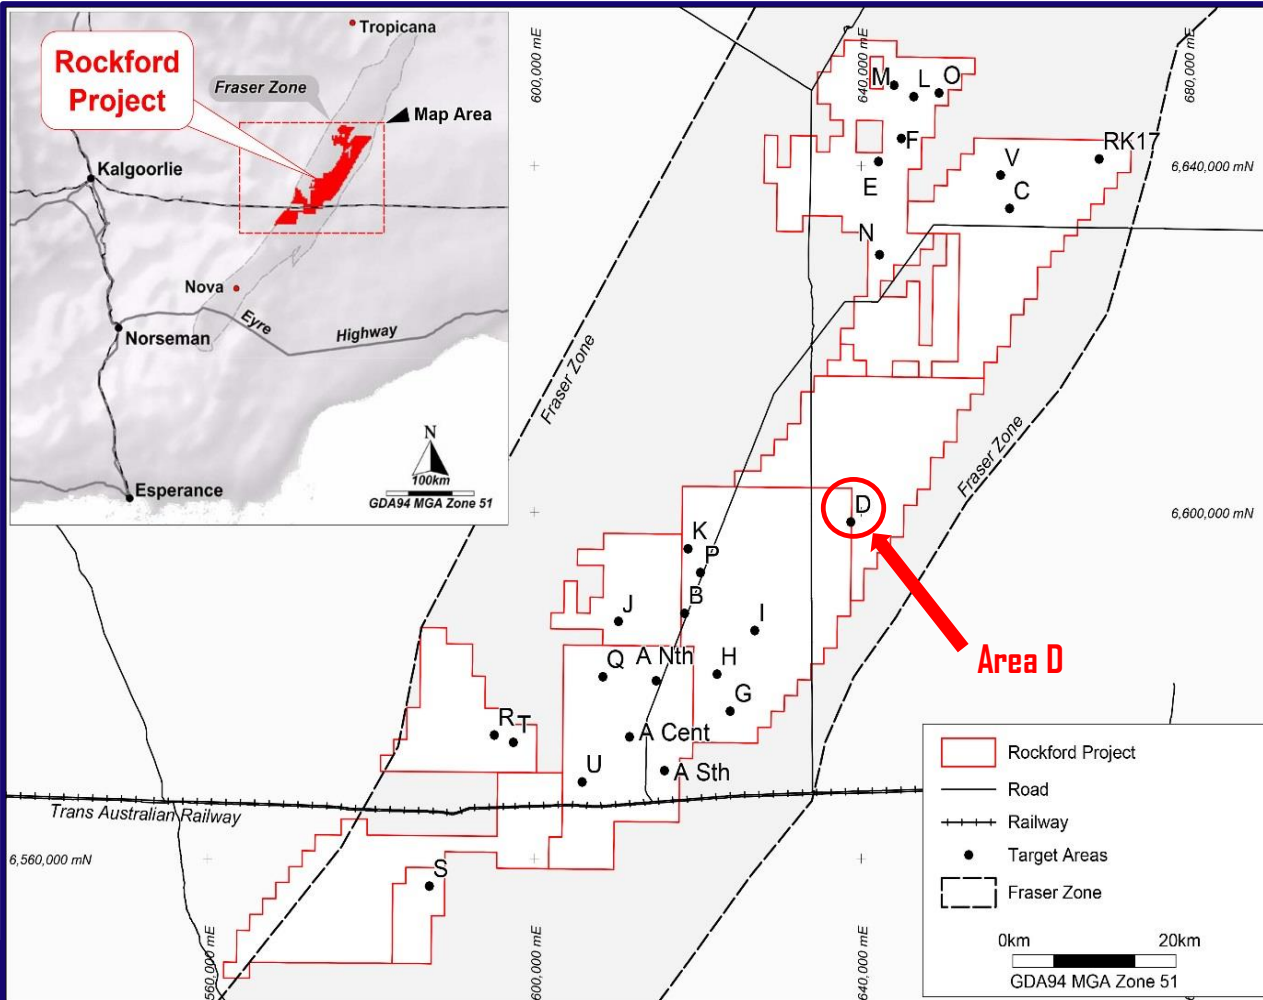 Rockford
Project
Tropicana
Fraser Zone
Map Area
Kalgoorlie
Nova
Eyre
Highway
Norseman
Esperance
N
100km
GDA94 MGA Zone 51
600,000 mE
640,000 mE
680,000 mE
M
L
O
F
E
V
C
RK17
6,640,000 mN
N
Fraser Zone
Fraser Zone
D
6,600,000 mN
K
P
B
J
I
Q
A Nth
H
G
Area D
R
T
A Cent
U
A Sth
Trans Australian Railway
6,560,000 mN
S
560,000 mE
600,000 mE
640,000 mE
Rockford Project
Road
Railway
Target Areas
Fraser Zone
0km
20km
GDA94 MGA Zone 51